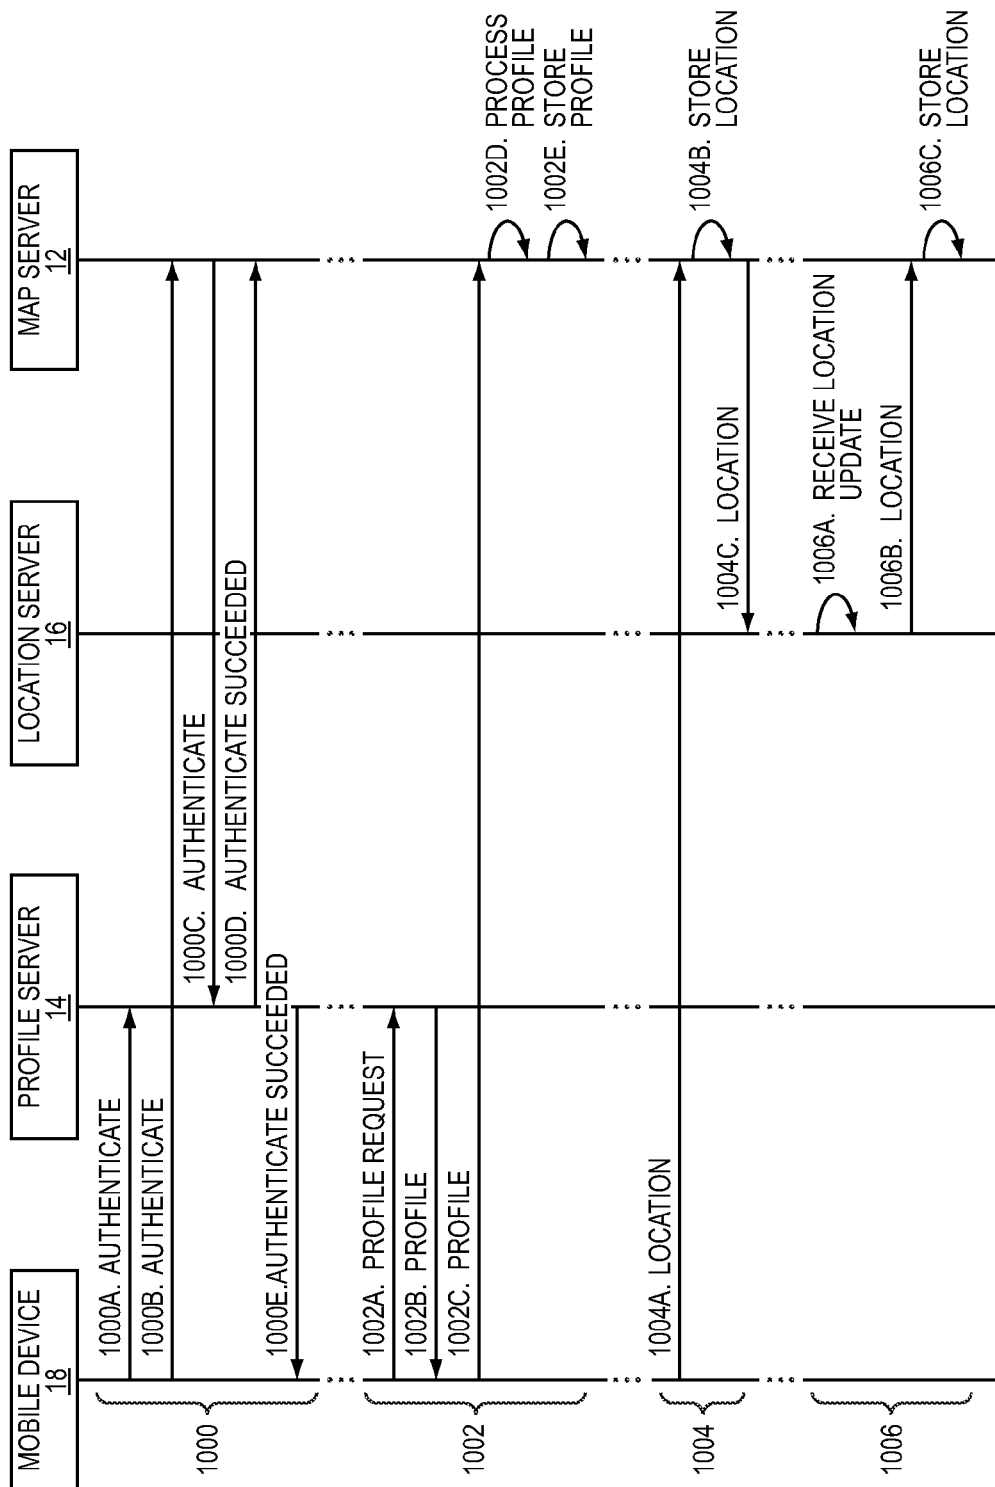 MOBILE DEVICE
18
PROFILE SERVER
14
LOCATION SERVER
16
MAP SERVER
12
1000
1000A. AUTHENTICATE
1000B. AUTHENTICATE
1000C. AUTHENTICATE
1000D. AUTHENTICATE SUCCEEDED
1000E.AUTHENTICATE SUCCEEDED
1002
1002A. PROFILE REQUEST
1002B. PROFILE
1002C. PROFILE
1002D. PROCESS
PROFILE
1002E. STORE
PROFILE
1004
1004A. LOCATION
1004B. STORE
LOCATION
1004C. LOCATION
1006
1006A. RECEIVE LOCATION
UPDATE
1006B. LOCATION
1006C. STORE
LOCATION